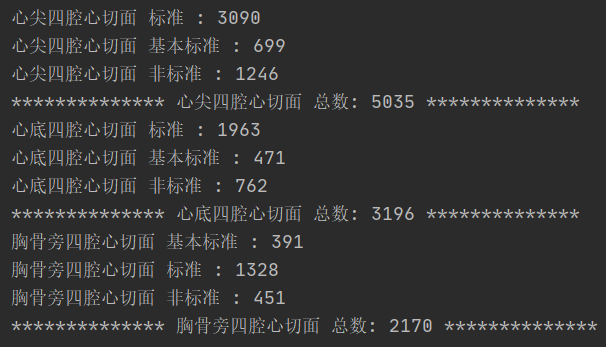 心尖四腔心切面 标准 : 3090
心尖四腔心切面 基本标准 : 699
心尖四腔心切面 非标准 : 1246
************** 心尖四腔心切面 总数: 5035 **************
心底四腔心切面 标准 : 1963
心底四腔心切面 基本标准 : 471
心底四腔心切面 非标准 : 762
************** 心底四腔心切面 总数: 3196 **************
胸骨旁四腔心切面 基本标准 : 391
胸骨旁四腔心切面 标准 : 1328
胸骨旁四腔心切面 非标准 : 451
************** 胸骨旁四腔心切面 总数: 2170 **************